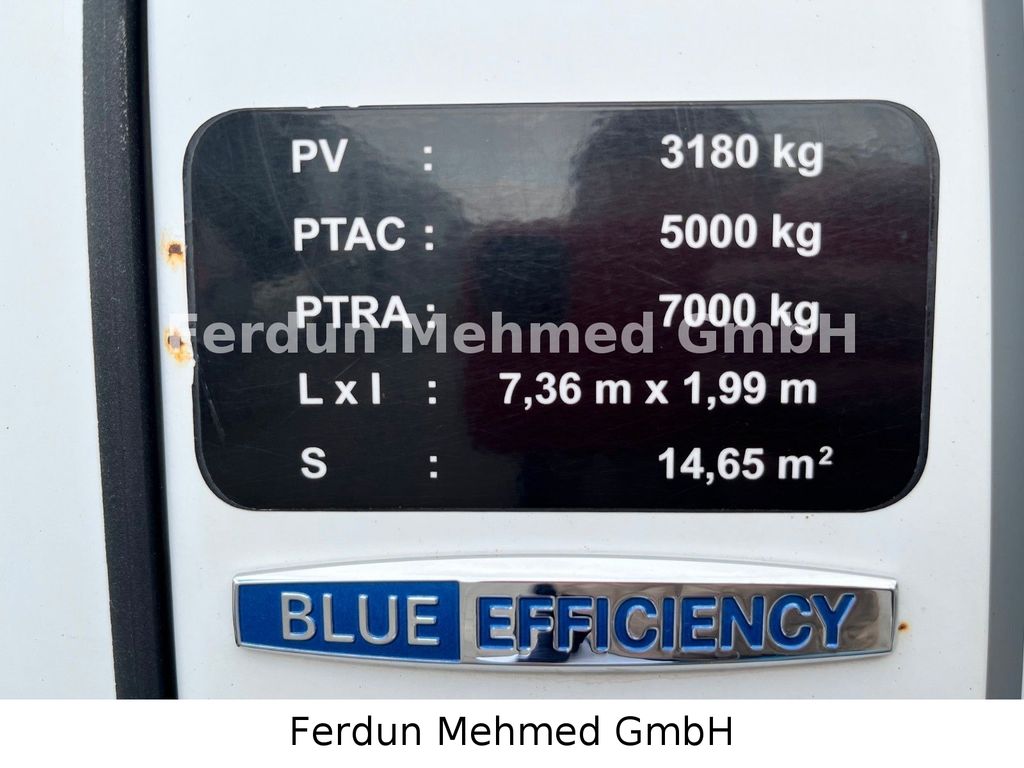 PV : 3180 kg
PTAC : 5000 kg
PTRA : 7000 kg
Ferdun Mehmed GmbH
L x l : 7,36 m x 1,99 m
S : 14,65 m²
BLUE EFFICIENCY
Ferdun Mehmed GmbH